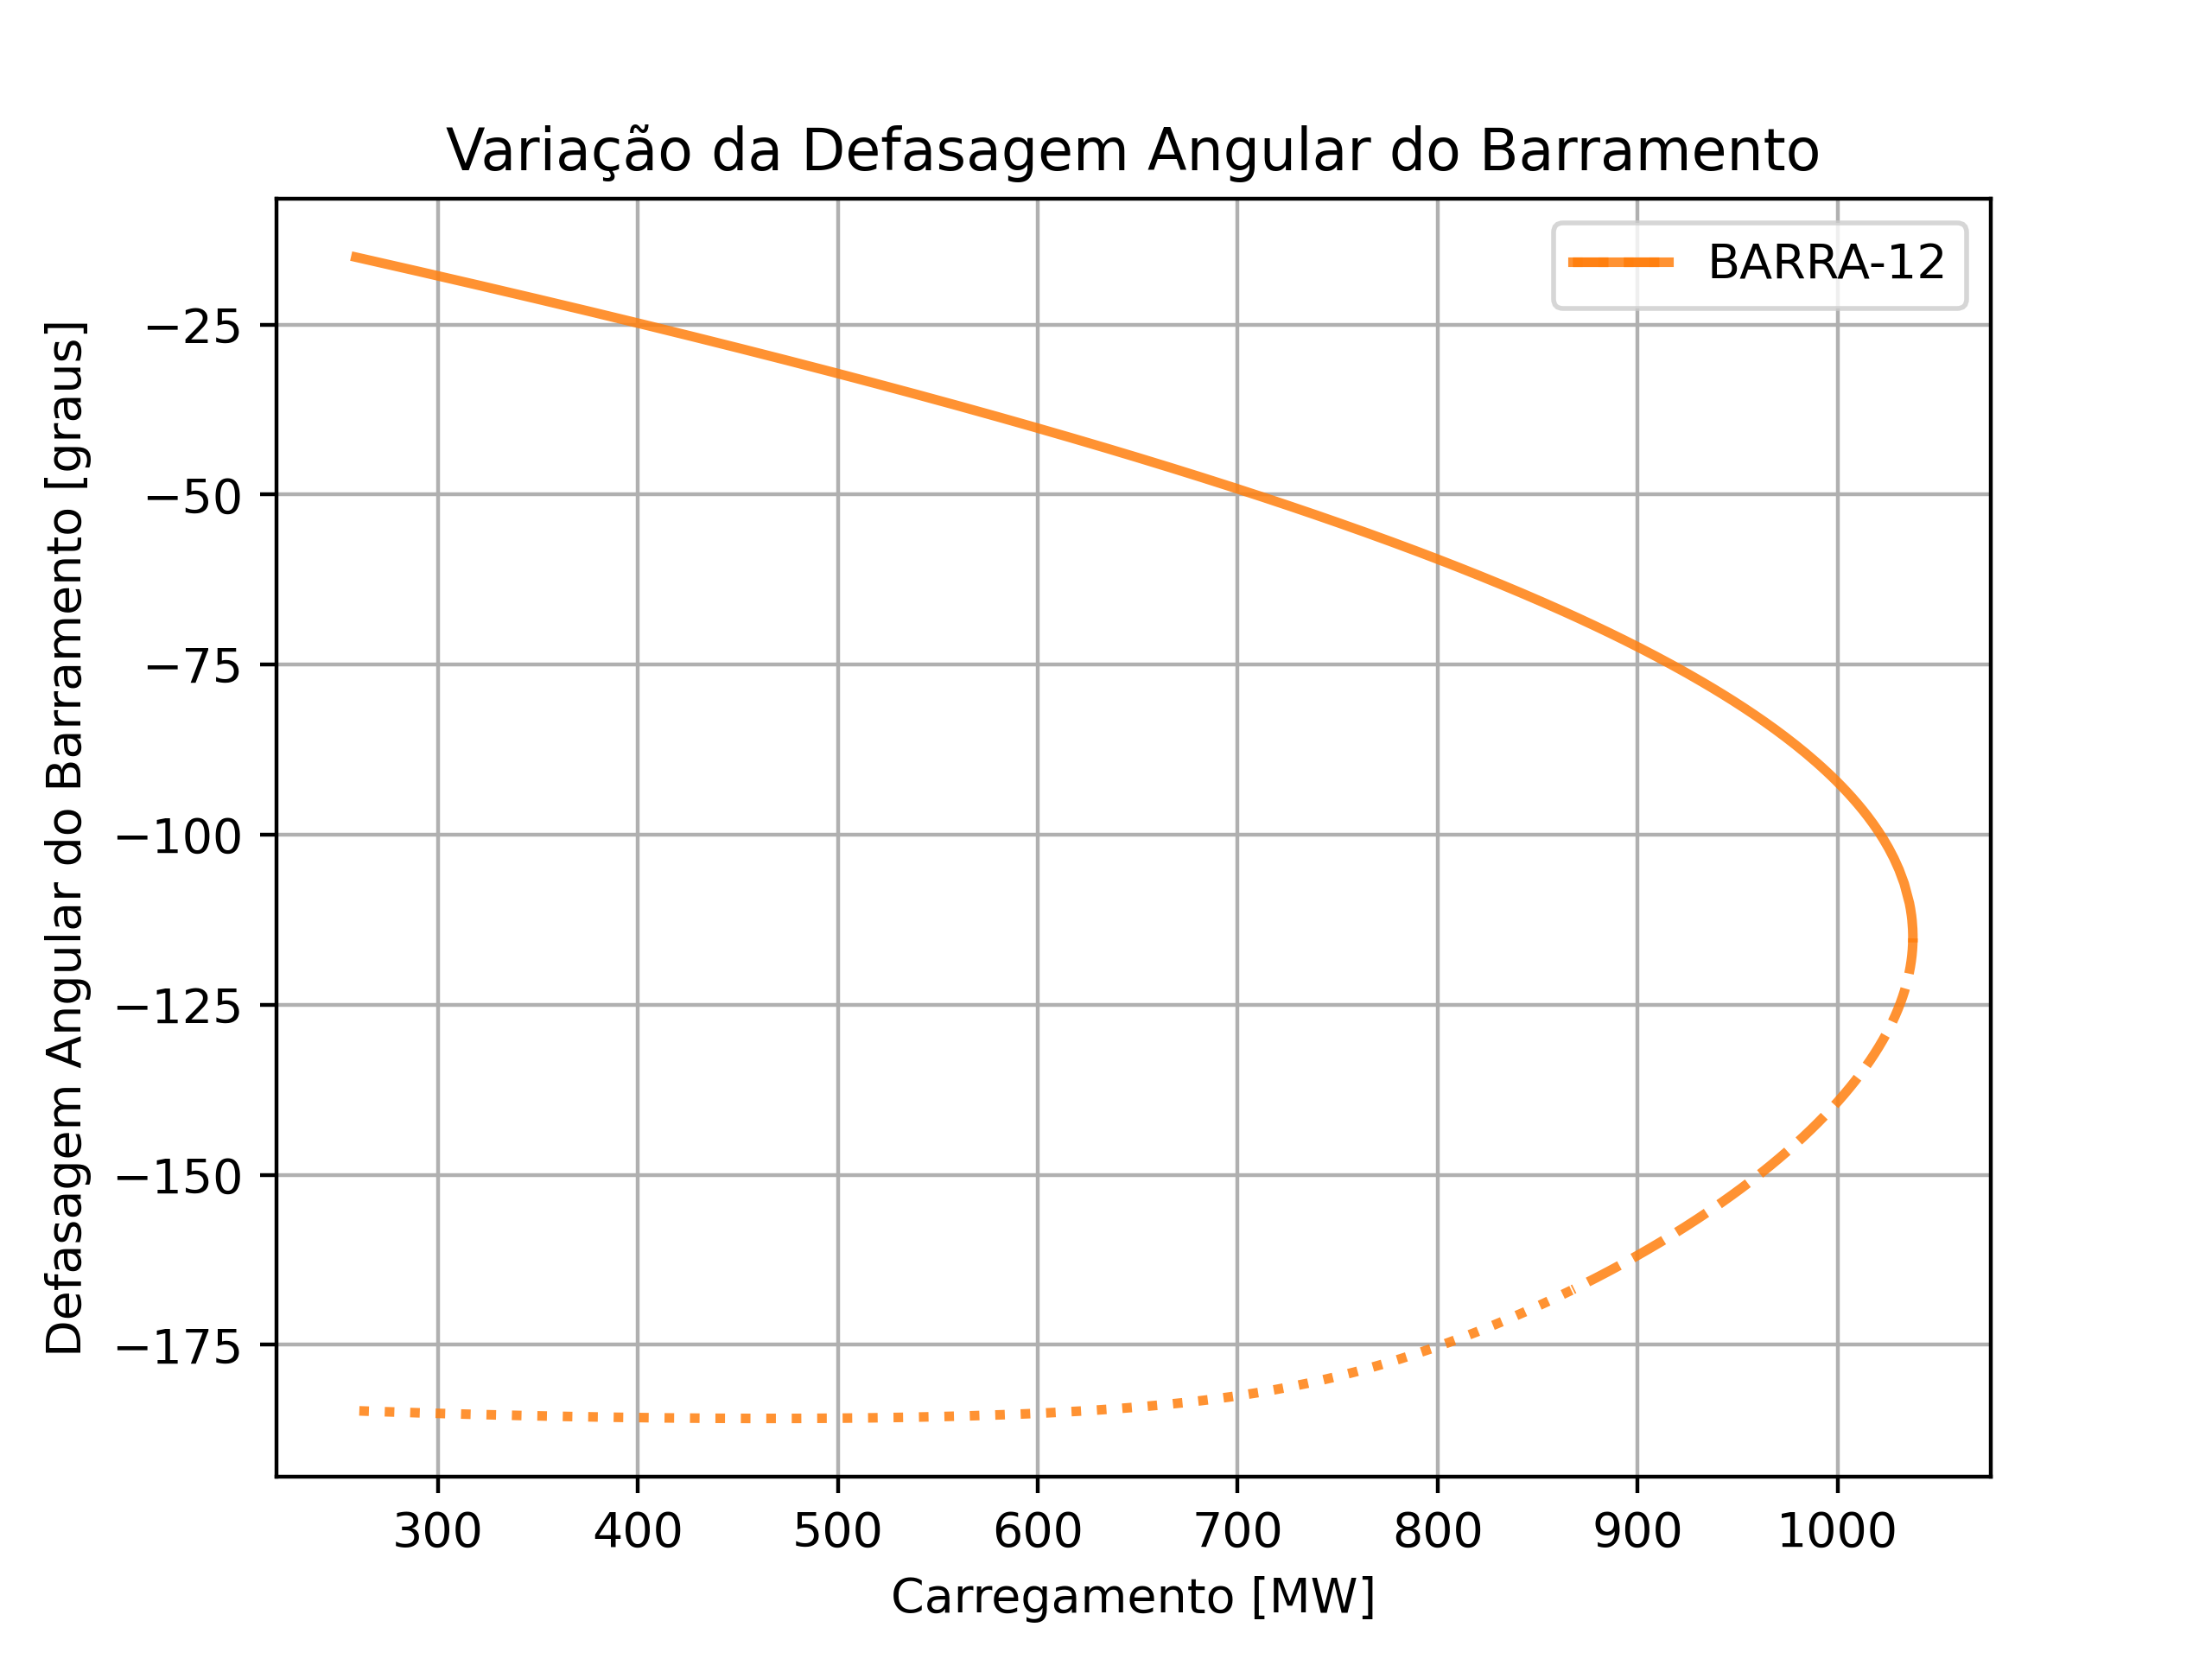 Variação da Defasagem Angular do Barramento
BARRA-12
Defasagem Angular do Barramento [graus]
−25
−50
−75
−100
−125
−150
−175
300 400 500 600 700 800 900 1000
Carregamento [MW]